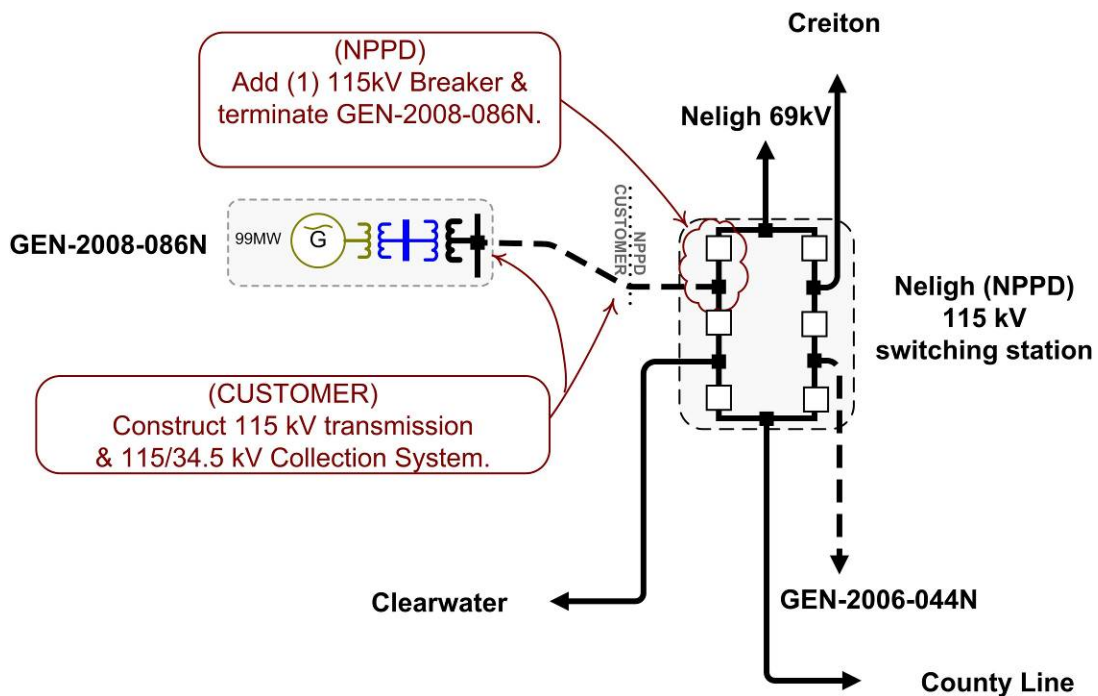 Creiton
(NPPD)
Add (1) 115kV Breaker &
terminate GEN-2008-086N.
Neligh 69kV
GEN-2008-086N
99MW
G
CUSTOMER
NPPD
Neligh (NPPD)
115 kV
switching station
(CUSTOMER)
Construct 115 kV transmission
& 115/34.5 kV Collection System.
Clearwater
GEN-2006-044N
County Line